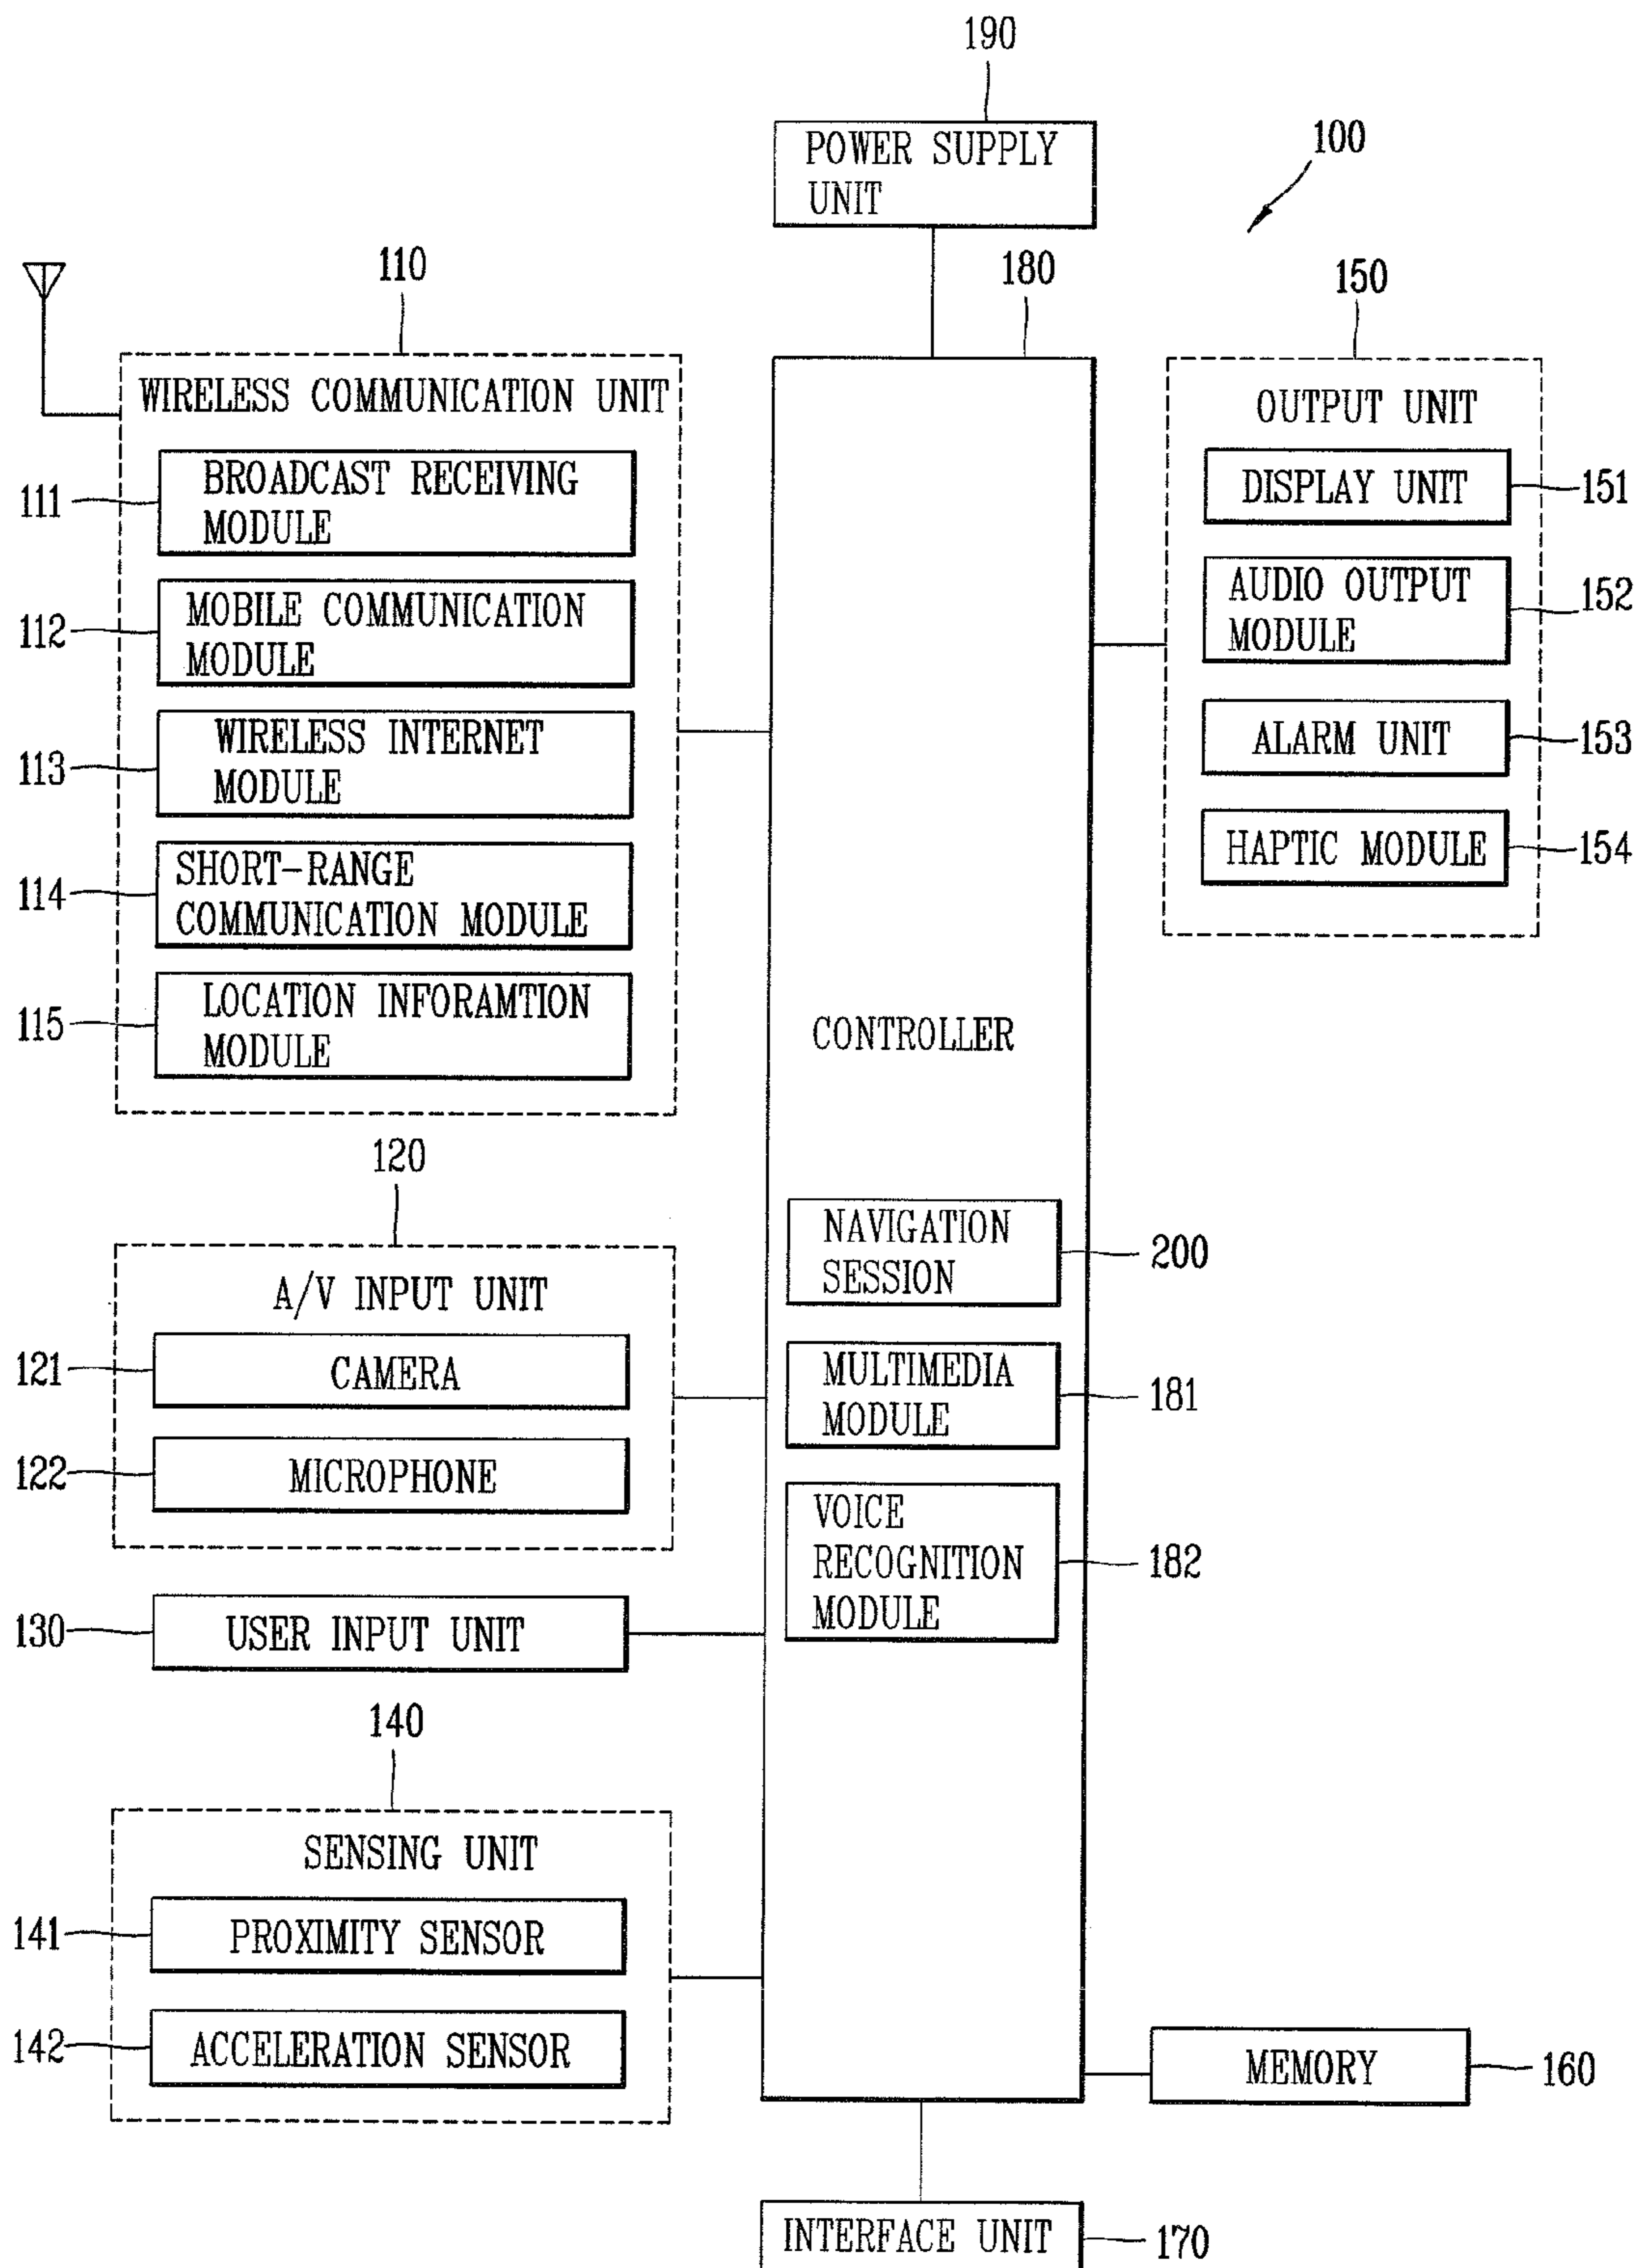 190
POWER SUPPLY
UNIT
100
110
180
150
WIRELESS COMMUNICATION UNIT
111
BROADCAST RECEIVING
MODULE
112
MOBILE COMMUNICATION
MODULE
113
WIRELESS INTERNET
MODULE
114
SHORT-RANGE
COMMUNICATION MODULE
115
LOCATION INFORAMTION
MODULE
OUTPUT UNIT
DISPLAY UNIT
151
AUDIO OUTPUT
MODULE
152
ALARM UNIT
153
HAPTIC MODULE
154
CONTROLLER
NAVIGATION
SESSION
200
MULTIMEDIA
MODULE
181
VOICE
RECOGNITION
MODULE
182
120
A/V INPUT UNIT
121
CAMERA
122
MICROPHONE
130
USER INPUT UNIT
140
SENSING UNIT
141
PROXIMITY SENSOR
142
ACCELERATION SENSOR
MEMORY
160
INTERFACE UNIT
170